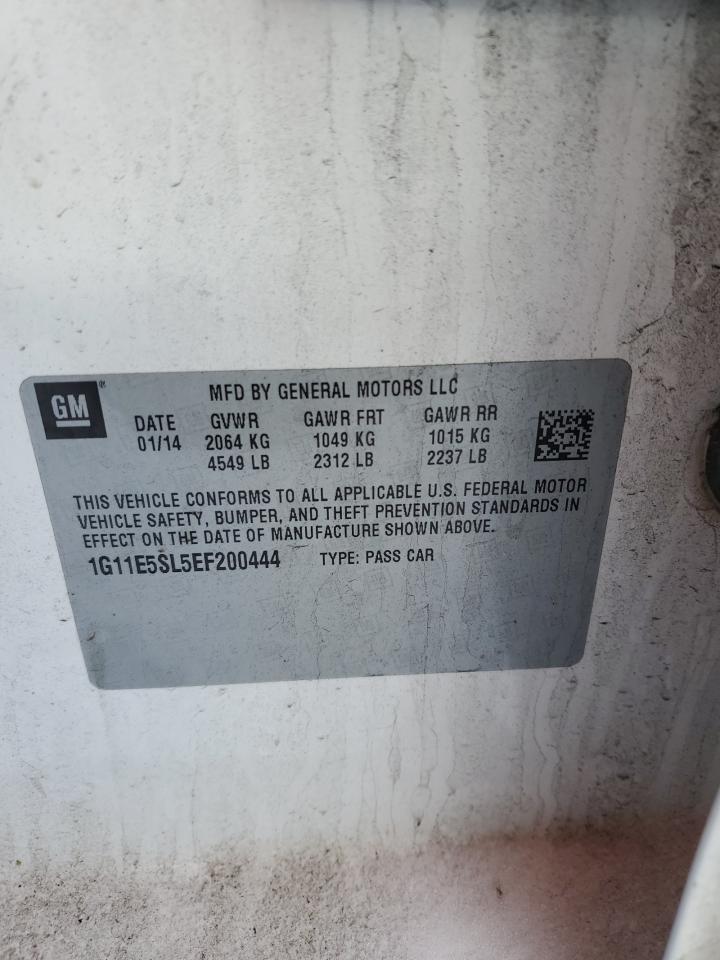 GM®
MFD BY GENERAL MOTORS LLC
DATE GVWR GAWR FRT GAWR RR
01/14 2064 KG 1049 KG 1015 KG
4549 LB 2312 LB 2237 LB
THIS VEHICLE CONFORMS TO ALL APPLICABLE U.S. FEDERAL MOTOR
VEHICLE SAFETY, BUMPER, AND THEFT PREVENTION STANDARDS IN
EFFECT ON THE DATE OF MANUFACTURE SHOWN ABOVE.
1G11E5SL5EF200444 TYPE: PASS CAR